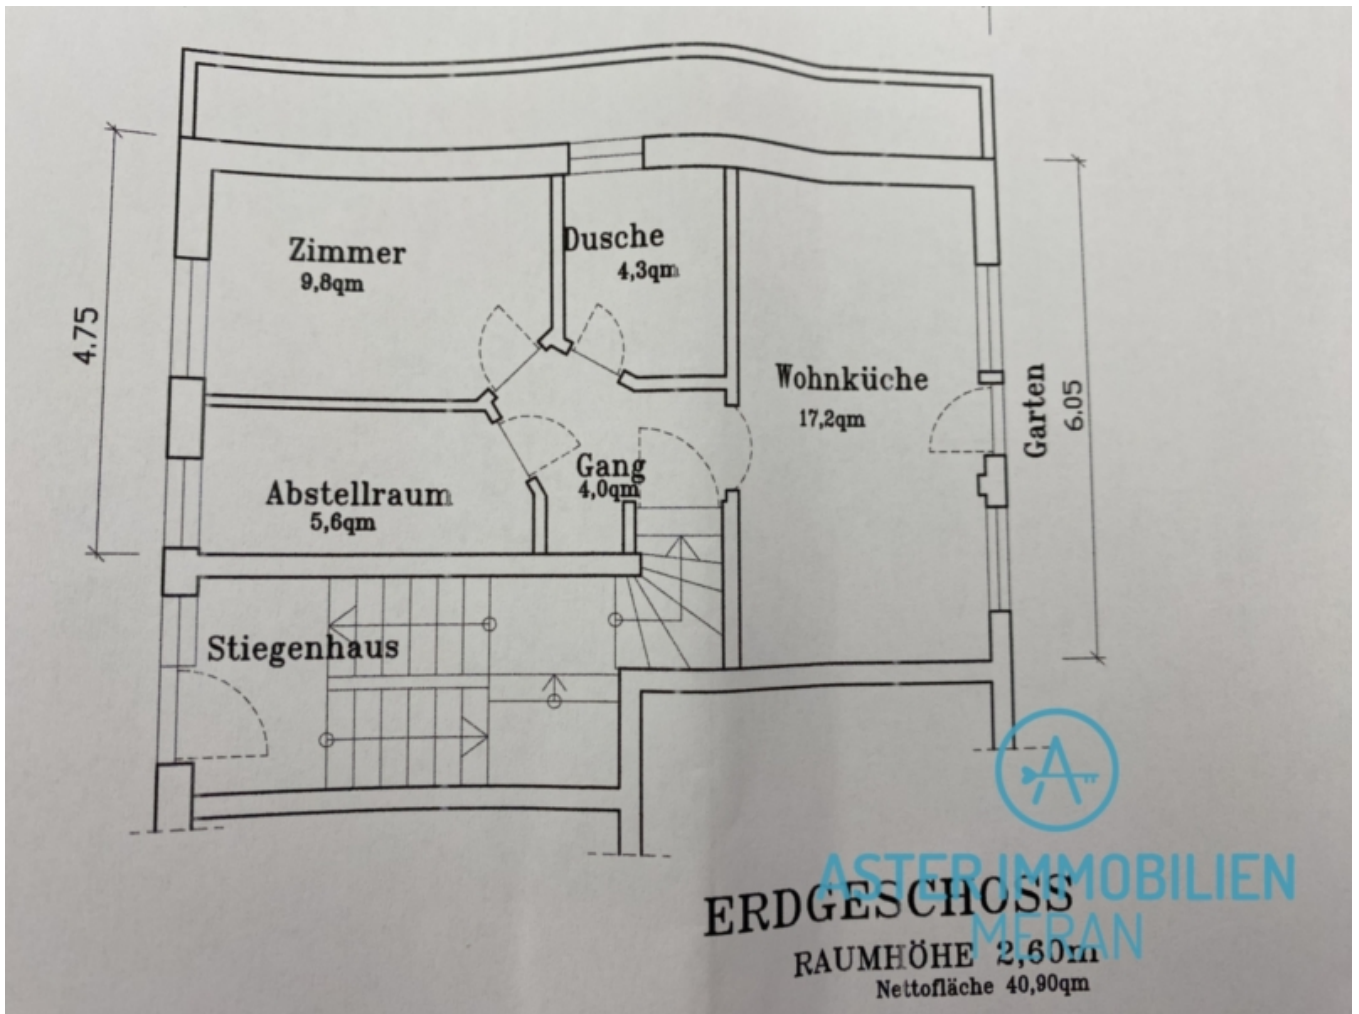 Zimmer
9,8qm
Dusche
4,3qm
4.75
Wohnküche
17,2qm
Garten
6.05
Gang
4,0qm
Abstellraum
5,6qm
Stiegenhaus
ASTER IMMOBILIEN
MERAN
ERDGESCHOSS
RAUMHÖHE 2,60m
Nettofläche 40,90qm